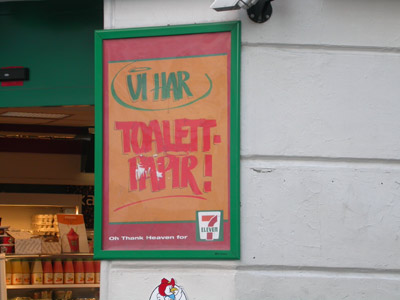 VI HAR
TOALETT-
PAPIR!
Oh Thank Heaven for
7
ELEVEN